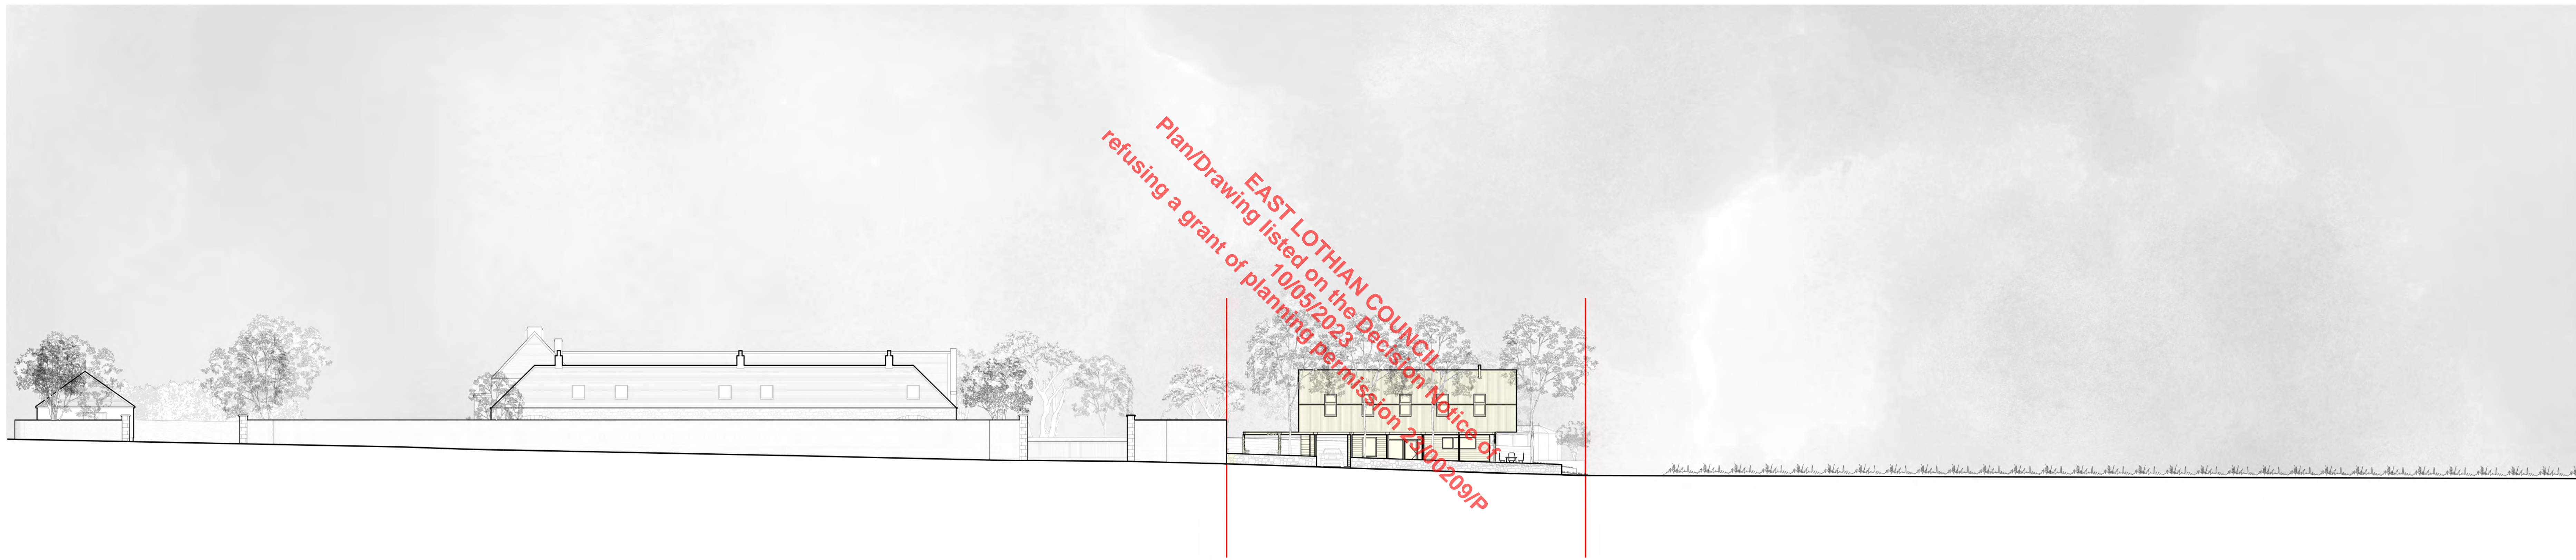 EAST LOTHIAN COUNCIL
Plan/Drawing listed on the Decision Notice of
10/05/2023
refusing a grant of planning permission 23/00209/P